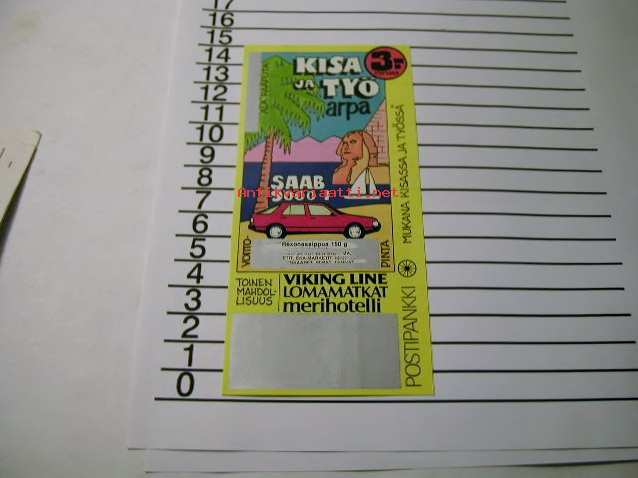 17
16
15
14
13
12
11
10
9
8
7
6
5
4
3
2
1
0
KISA
JA TYÖ
arpa
3:-
SAAB
9000
Antikvariaatti.net
VOITTO-
PINTA
Rexonasaippua 150 g
TOINEN
MAHDOL-
LISUUS
VIKING LINE
LOMAMATKAT
merihotelli
POSTIPANKKI
MUKANA KISASSA JA TYÖSSÄ